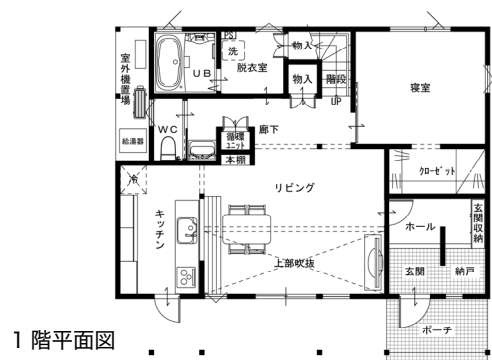 PS
物入
室外機置場
洗
脱衣室
UB
物入
階段
UP
寝室
WC
廊下
給湯器
循環
ユニット
本棚
冷
クローゼット
リビング
キッチン
ホール
玄関収納
上部吹抜
玄関
納戸
ポーチ
1階平面図